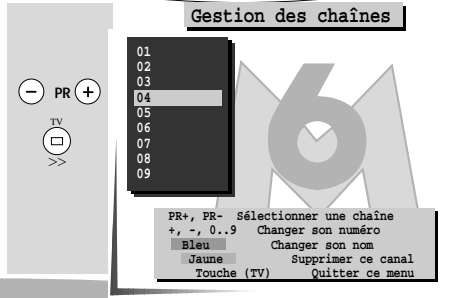 Gestion des chaînes
01
02
03
04
05
06
07
08
09
− PR +
TV
>>
6
PR+, PR- Sélectionner une chaîne
+, -, 0..9 Changer son numéro
Bleu Changer son nom
Jaune Supprimer ce canal
Touche (TV) Quitter ce menu